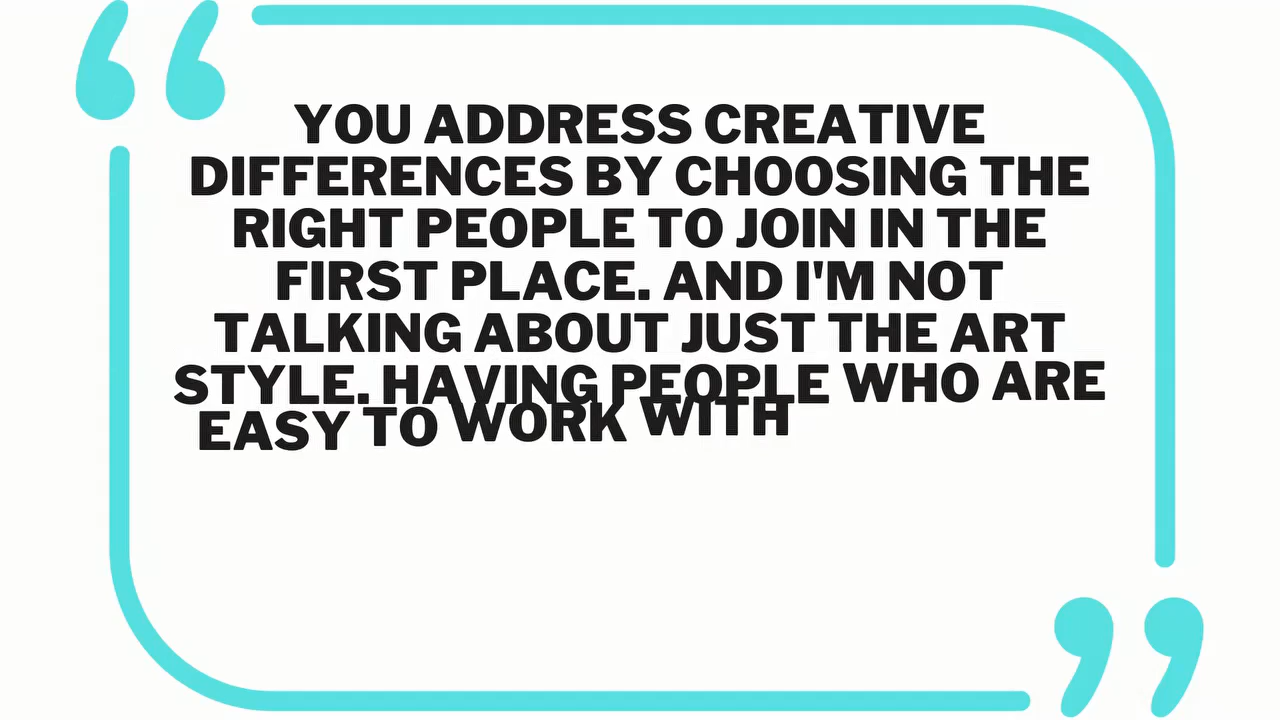 YOU ADDRESS CREATIVE
DIFFERENCES BY CHOOSING THE
RIGHT PEOPLE TO JOIN IN THE
FIRST PLACE. AND I'M NOT
TALKING ABOUT JUST THE ART
STYLE. HAVING PEOPLE WHO ARE
EASY TO WORK WITH